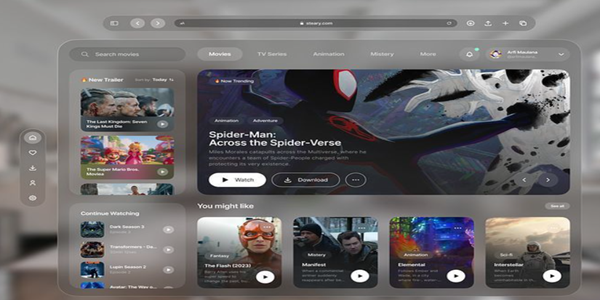 Search movies
Movies
TV Series
Animation
Mistery
More
Arif Maulana
New Trailer
Sort by: Today
The Last Kingdom: Seven
Kings Must Die
The Super Mario Bros.
Movies
Continue Watching
Dark Season 3
Transformers - Da...
Lupin Season 2
Avatar: The Way o...
Now Trending
Animation
Adventure
Spider-Man:
Across the Spider-Verse
Miles Morales catapults across the Multiverse, where he
encounters a team of Spider-People charged with
protecting its very existence.
Watch
Download
You might like
See all
Fantasy
The Flash (2023)
Mistery
Manifest
Animation
Elemental
Sci-Fi
Interstellar